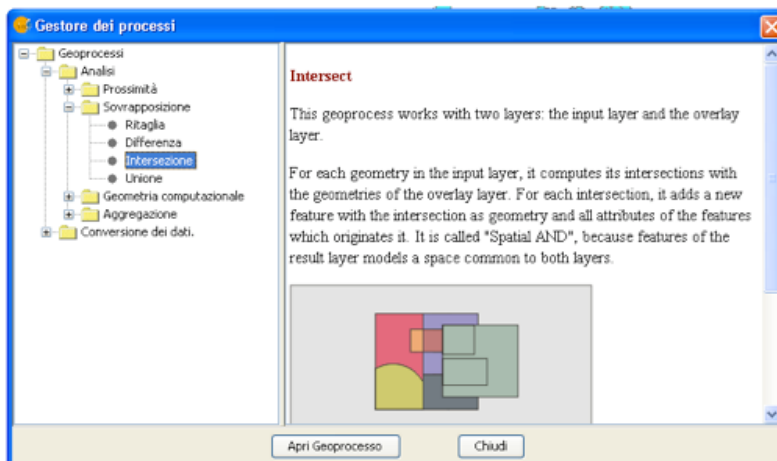 Gestore dei processi
Geoprocessi
Analisi
Prossimità
Sovrapposizione
Ritaglia
Differenza
Intersezione
Unione
Geometria computazionale
Aggregazione
Conversione dei dati.
Intersect
This geoprocess works with two layers: the input layer and the overlay
layer.
For each geometry in the input layer, it computes its intersections with
the geometries of the overlay layer. For each intersection, it adds a new
feature with the intersection as geometry and all attributes of the features
which originates it. It is called "Spatial AND", because features of the
result layer models a space common to both layers.
Apri Geoprocesso
Chiudi